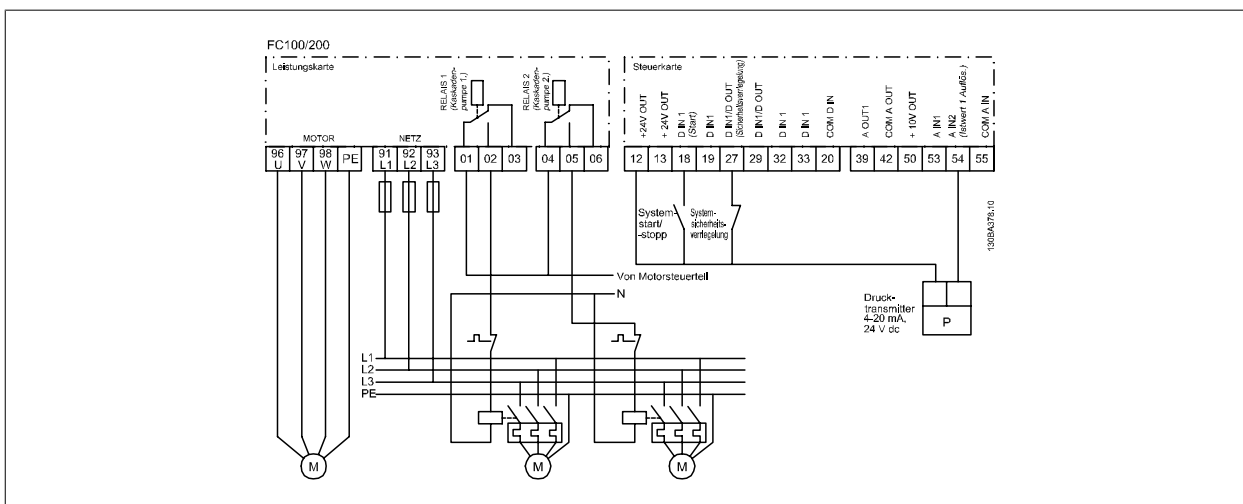 FC100/200
Leistungskarte
RELAIS 1
(Kaskaden-
pumpe 1.)
RELAIS 2
(Kaskaden-
pumpe 2.)
MOTOR
NETZ
96 97 98 PE 91 92 93 01 02 03 04 05 06
U V W L1 L2 L3
Steuerkarte
+24V OUT
+ 24V OUT
D IN 1
(Start)
D IN1
D IN1/D OUT
(Sicherheitsverriegelung)
D IN1/D OUT
D IN 1
D IN 1
COM D IN
A OUT1
COM A OUT
+ 10V OUT
A IN1
A IN2
(Istwert 1 Auflös.)
COM A IN
12 13 18 19 27 29 32 33 20 39 42 50 53 54 55
System-
start/
-stopp
System-
sicherheits-
verriegelung
130BA378.10
Von Motorsteuerteil
N
Druck-
transmitter
4-20 mA,
24 V dc
P
L1
L2
L3
PE
M
M
M